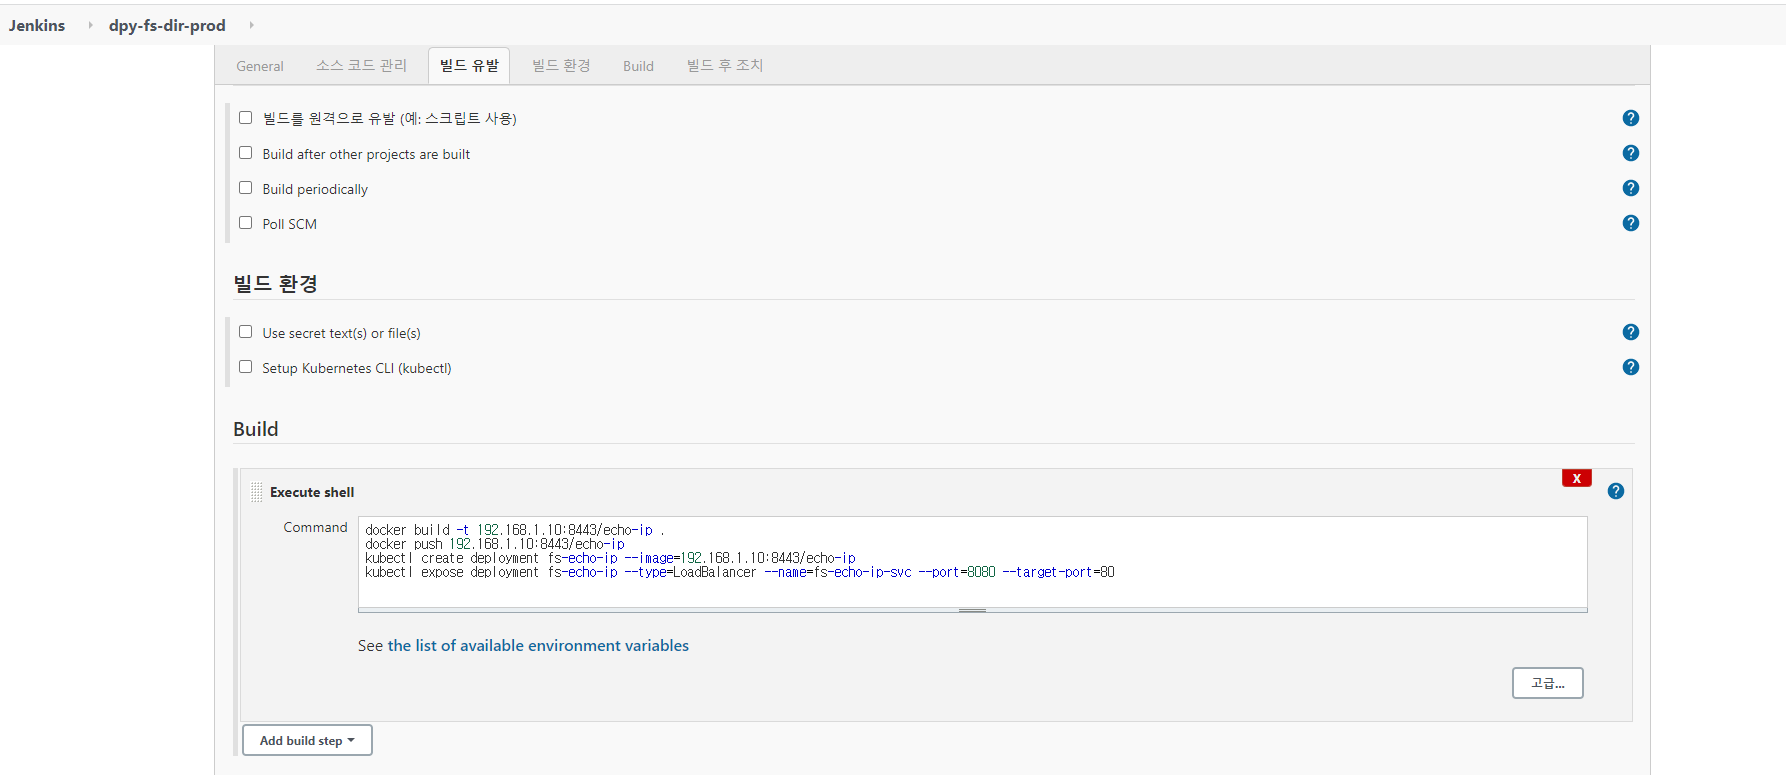 Jenkins dpy-fs-dir-prod
General 소스 코드 관리 빌드 유발 빌드 환경 Build 빌드 후 조치
빌드를 원격으로 유발 (예: 스크립트 사용)
Build after other projects are built
Build periodically
Poll SCM
빌드 환경
Use secret text(s) or file(s)
Setup Kubernetes CLI (kubectl)
Build
X
Execute shell
Command
docker build -t 192.168.1.10:8443/echo-ip .
docker push 192.168.1.10:8443/echo-ip
kubectl create deployment fs-echo-ip --image=192.168.1.10:8443/echo-ip
kubectl expose deployment fs-echo-ip --type=LoadBalancer --name=fs-echo-ip-svc --port=8080 --target-port=80
See the list of available environment variables
고급...
Add build step